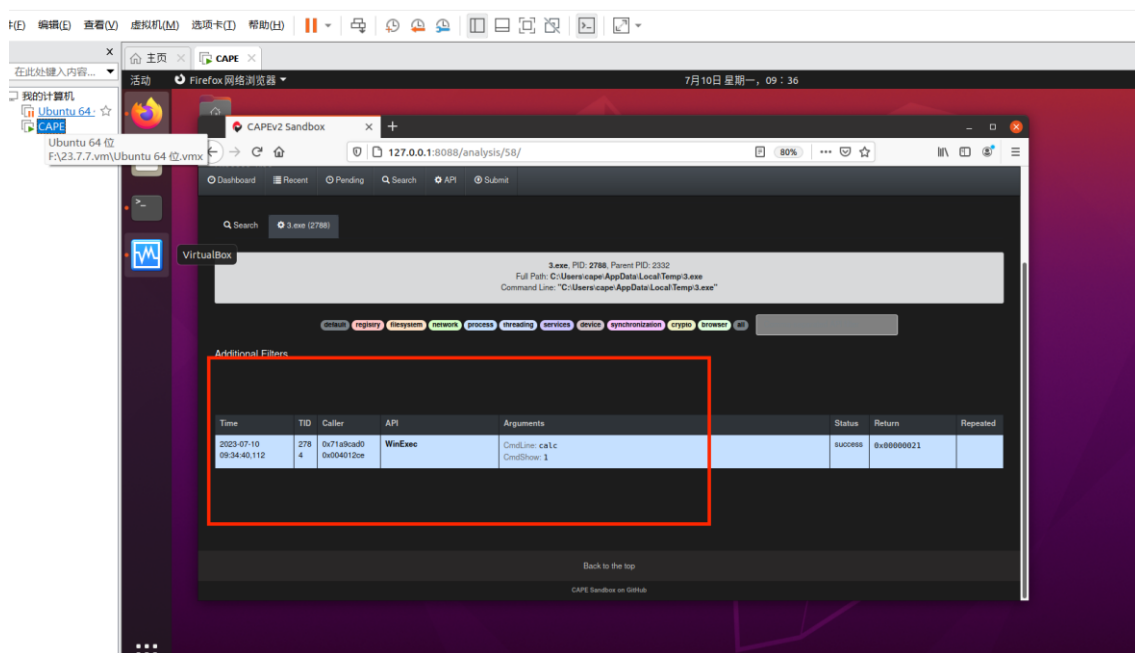 ‡(F) 编辑(E) 查看(V) 虚拟机(M) 选项卡(T) 帮助(H)
x
主页 × CAPE ×
在此处键入内容...
活动 Firefox 网络浏览器 7月10日 星期一，09：36
我的计算机
Ubuntu 64·
CAPE
Ubuntu 64 位
F:\23.7.7.vm\Ubuntu 64 位.vmx
CAPEv2 Sandbox × +
127.0.0.1:8088/analysis/58/ 80%
Dashboard Recent Pending Search API Submit
Search 3.exe (2788)
VirtualBox
3.exe, PID: 2788, Parent PID: 2332
Full Path: C:\Users\cape\AppData\Local\Temp\3.exe
Command Line: "C:\Users\cape\AppData\Local\Temp\3.exe"
default registry filesystem network process threading services device synchronization crypto browser all
Additional Filters
Time TID Caller API Arguments Status Return Repeated
2023-07-10 278 0x71a9cad0 WinExec CmdLine: calc success 0x00000021
09:34:40,112 4 0x004012ce CmdShow: 1
Back to the top
CAPE Sandbox on GitHub